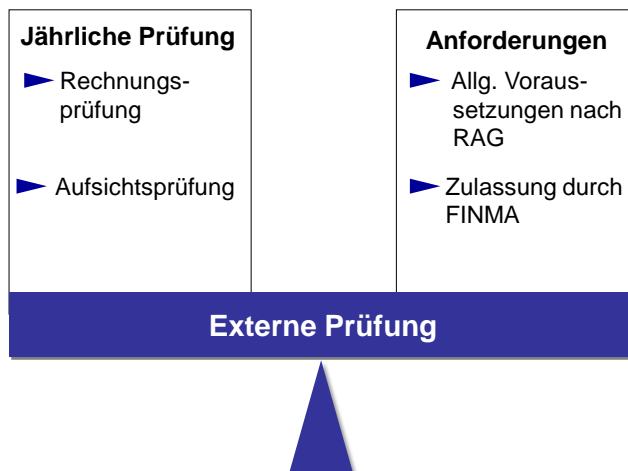 Jährliche Prüfung
Rechnungs-
prüfung
Aufsichtsprüfung
Anforderungen
Allg. Voraus-
setzungen nach
RAG
Zulassung durch
FINMA
Externe Prüfung